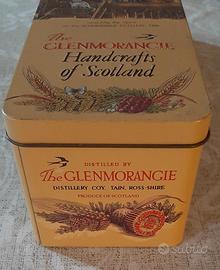 The
GLENMORANGIE
Handcrafts
of Scotland
DISTILLED BY
The GLENMORANGIE
DISTILLERY COY, TAIN, ROSS-SHIRE
PRODUCE OF SCOTLAND
subito